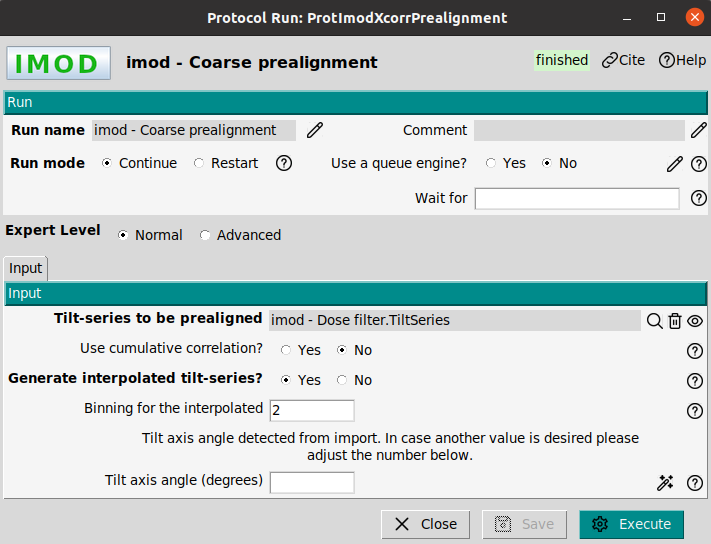 Protocol Run: ProtImodXcorrPrealignment
IMOD imod - Coarse prealignment finished Cite Help
Run
Run name imod - Coarse prealignment Comment
Run mode Continue Restart Use a queue engine? Yes No
Wait for
Expert Level Normal Advanced
Input
Input
Tilt-series to be prealigned imod - Dose filter.TiltSeries
Use cumulative correlation? Yes No
Generate interpolated tilt-series? Yes No
Binning for the interpolated 2
Tilt axis angle detected from import. In case another value is desired please
adjust the number below.
Tilt axis angle (degrees)
Close Save Execute